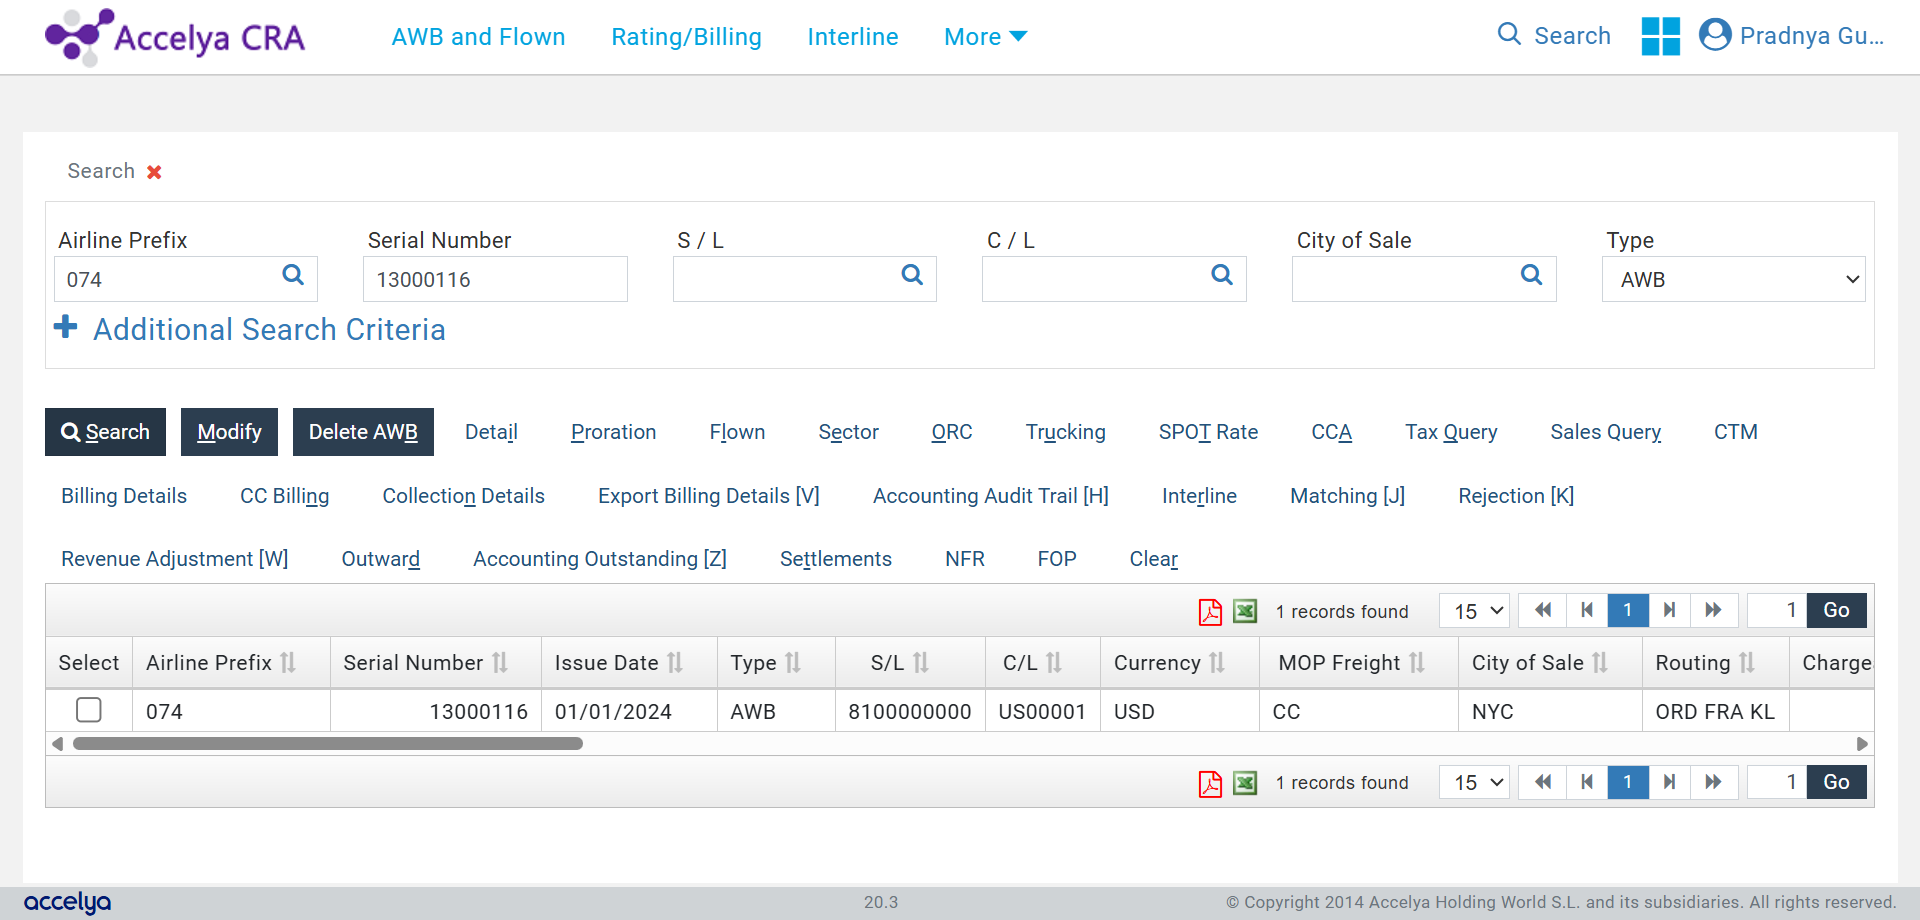 Accelya CRA AWB and Flown Rating/Billing Interline More Search Pradnya Gu...
Search
Airline Prefix Serial Number S / L C / L City of Sale Type
074 13000116 AWB
Additional Search Criteria
Search Modify Delete AWB Detail Proration Flown Sector ORC Trucking SPOT Rate CCA Tax Query Sales Query CTM
Billing Details CC Billing Collection Details Export Billing Details [V] Accounting Audit Trail [H] Interline Matching [J] Rejection [K]
Revenue Adjustment [W] Outward Accounting Outstanding [Z] Settlements NFR FOP Clear
1 records found 15 1 1 Go
Select Airline Prefix Serial Number Issue Date Type S/L C/L Currency MOP Freight City of Sale Routing Charge
074 13000116 01/01/2024 AWB 8100000000 US00001 USD CC NYC ORD FRA KL
1 records found 15 1 1 Go
accelya 20.3 © Copyright 2014 Accelya Holding World S.L. and its subsidiaries. All rights reserved.